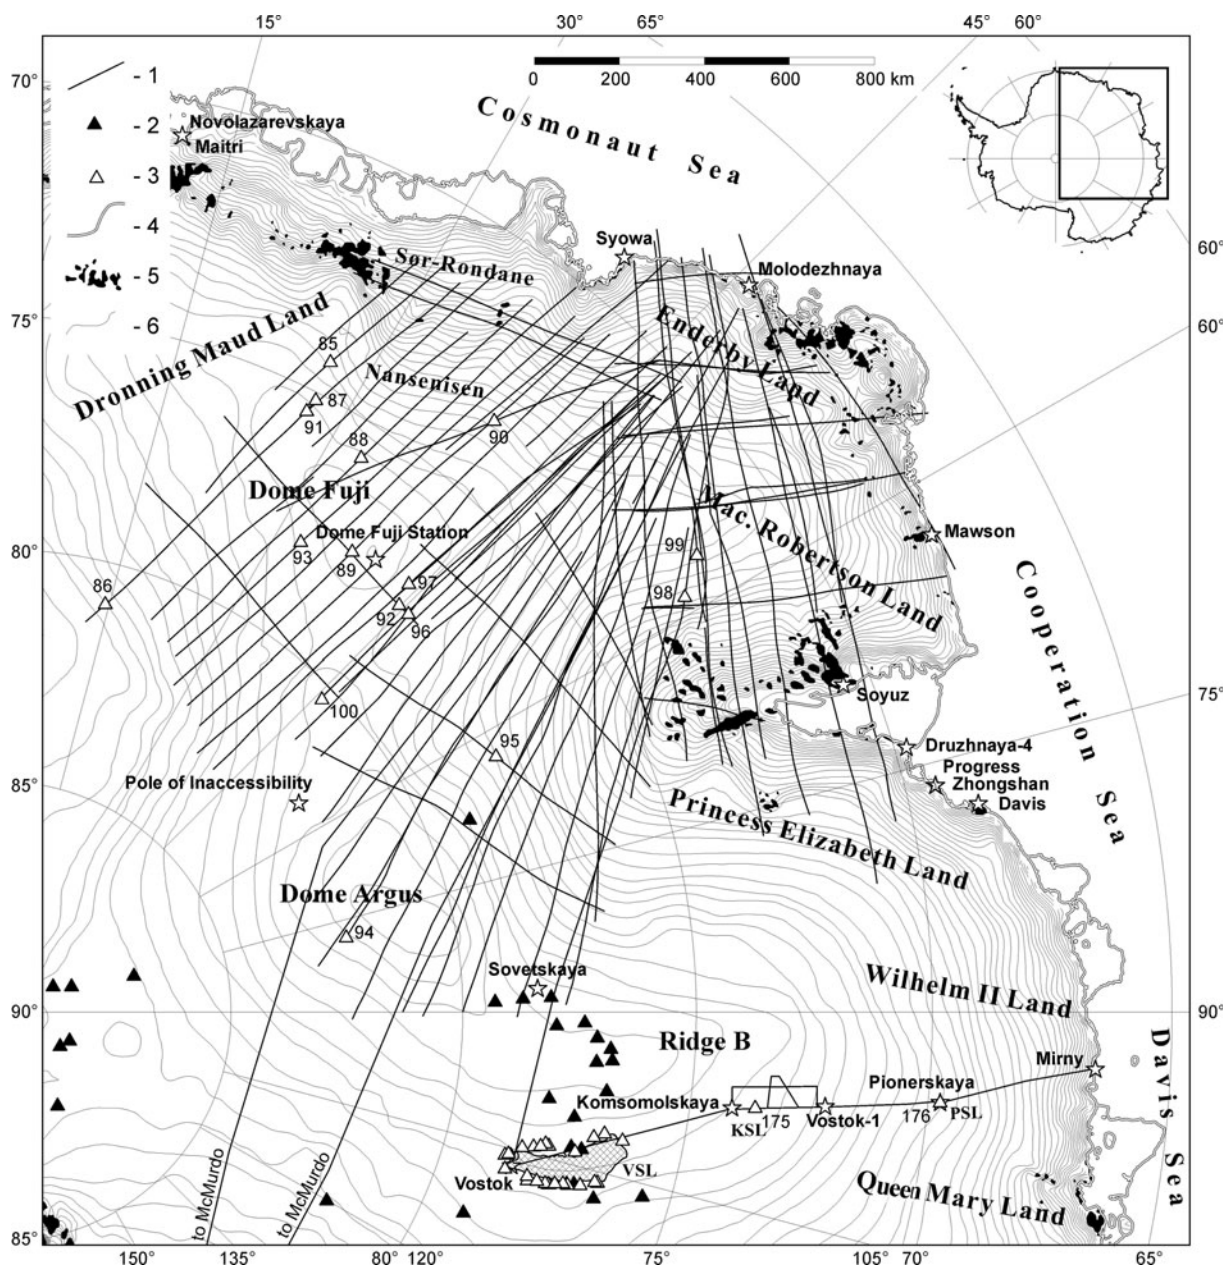 15° 30° 65° 45° 60°
70°
- 1
0 200 400 600 800 km
- 2
Novolazarevskaya
Maitri
Cosmonaut Sea
- 3
- 4
Syowa
60°
- 5
Sør-Rondane
Molodezhnaya
75°
- 6
Dronning Maud Land
Enderby Land
60°
85
Nansenisen
87
91
90
88
Dome Fuji
Mac. Robertson Land
Dome Fuji Station
Mawson
80°
93
89
99
97
86
92
96
98
Cooperation Sea
Soyuz
75°
100
95
Druzhnaya-4
Progress
Pole of Inaccessibility
Zhongshan
85°
Davis
Princess Elizabeth Land
Dome Argus
94
Sovetskaya
Wilhelm II Land
90°
90°
Ridge B
Mirny
Davis Sea
Pionerskaya
Komsomolskaya
KSL
175
Vostok-1
176
PSL
Vostok
VSL
Queen Mary Land
to McMurdo
to McMurdo
85°
150° 135° 80° 120° 75° 105° 70° 65°